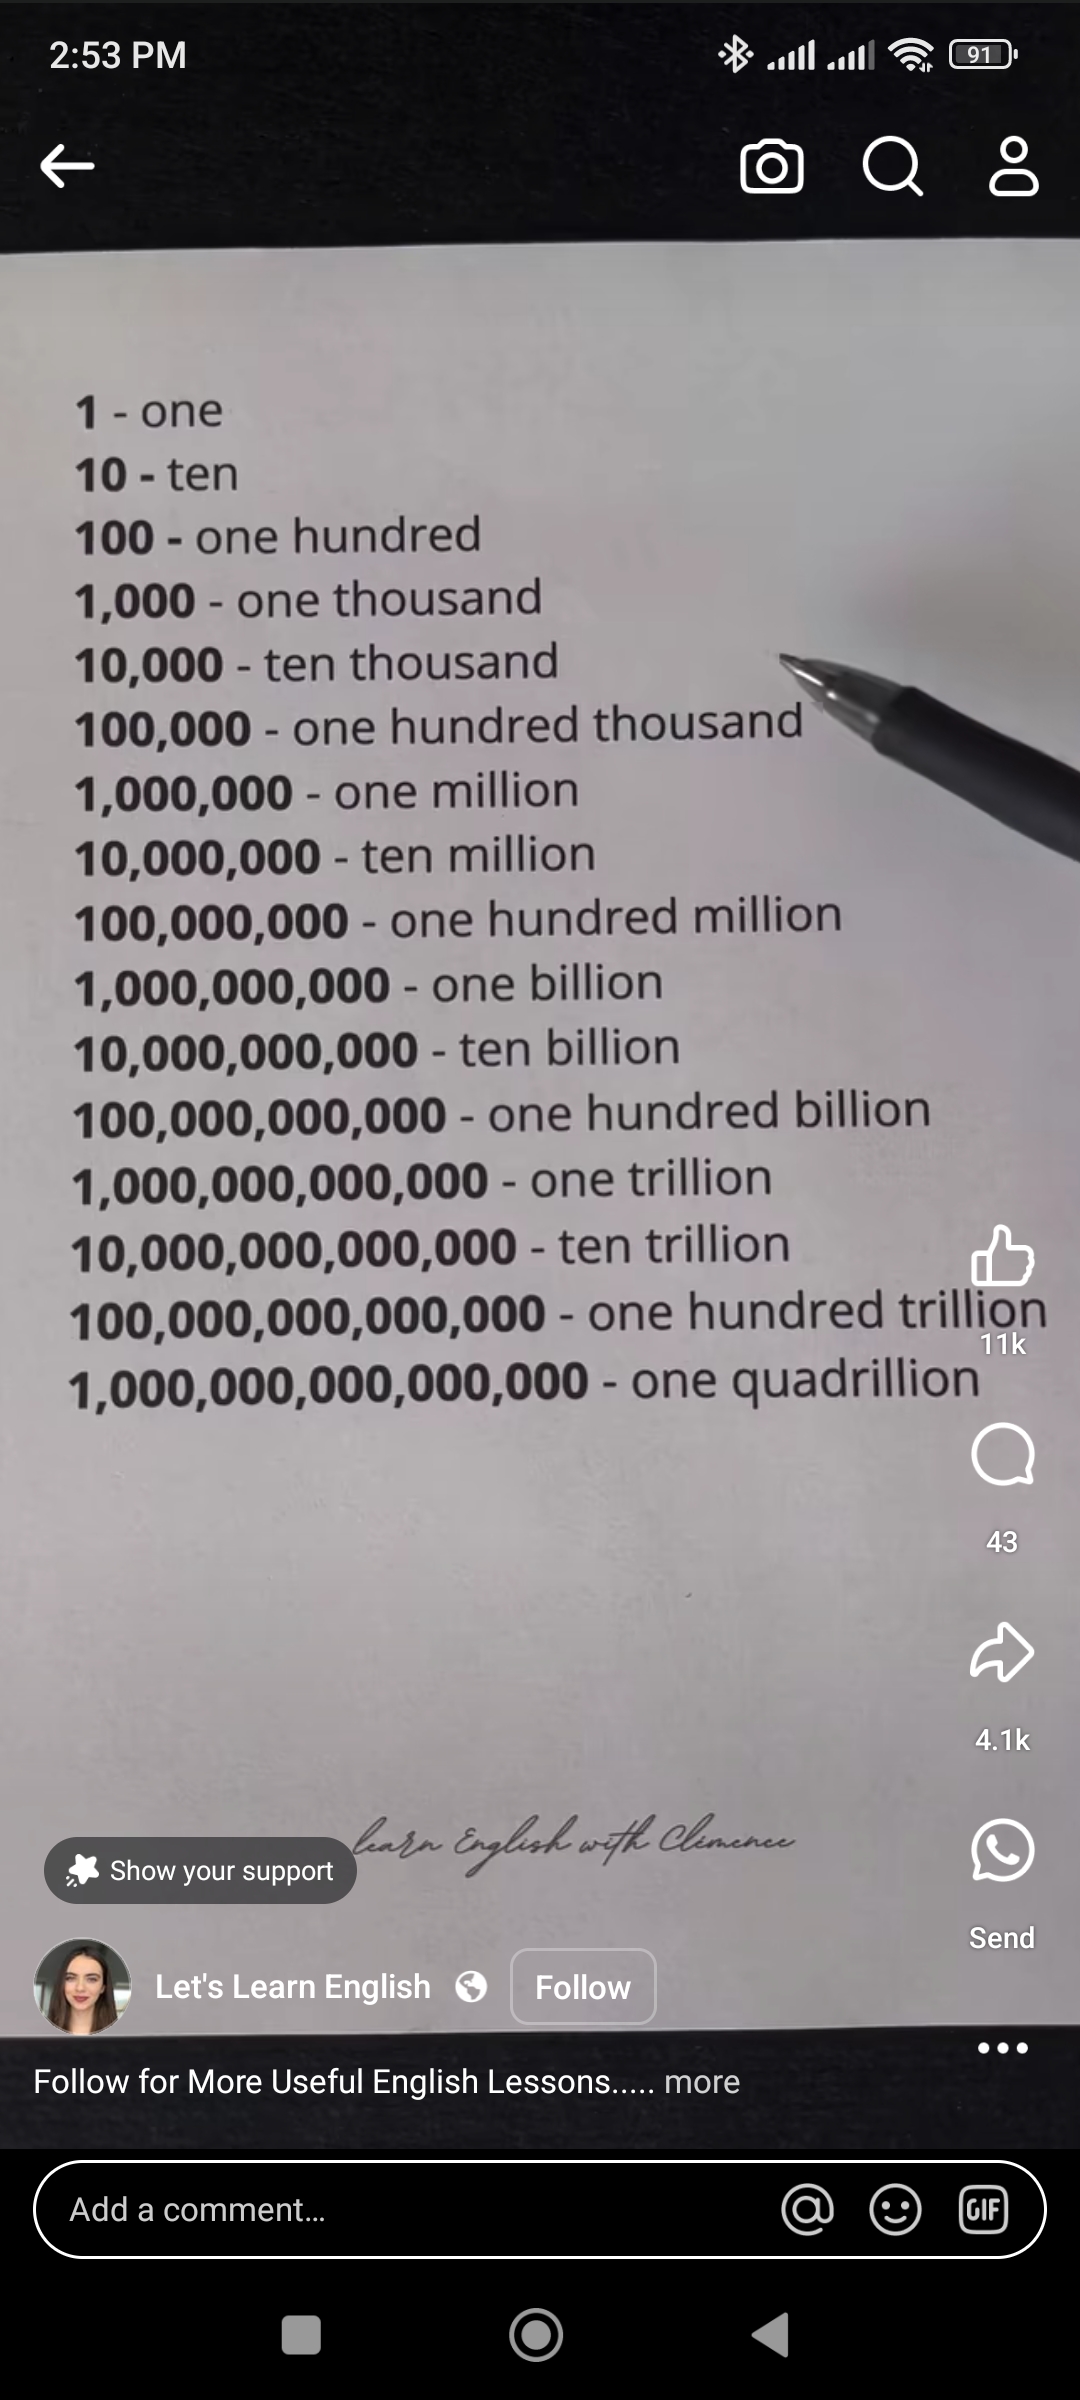 2:53 PM
91
1 - one
10 - ten
100 - one hundred
1,000 - one thousand
10,000 - ten thousand
100,000 - one hundred thousand
1,000,000 - one million
10,000,000 - ten million
100,000,000 - one hundred million
1,000,000,000 - one billion
10,000,000,000 - ten billion
100,000,000,000 - one hundred billion
1,000,000,000,000 - one trillion
10,000,000,000,000 - ten trillion
100,000,000,000,000 - one hundred trillion
11k
1,000,000,000,000,000 - one quadrillion
43
4.1k
learn English with Clémence
Show your support
Send
Let's Learn English
Follow
Follow for More Useful English Lessons..... more
Add a comment...
GIF